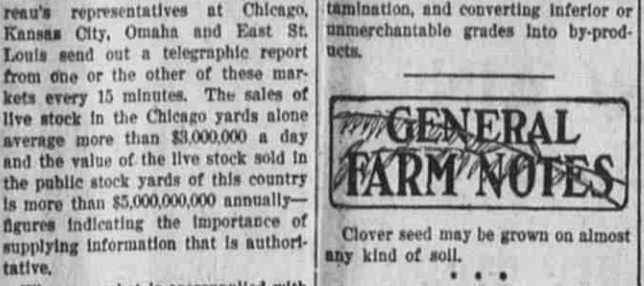 reau's representatives at Chicago,
Kansas City, Omaha and East St.
Louis send out a telegraphic report
from one or the other of these mar-
kets every 15 minutes. The sales of
live stock in the Chicago yards alone
average more than $3,000,000 a day
and the value of the live stock sold in
the public stock yards of this country
is more than $5,000,000,000 annually—
figures indicating the importance of
supplying information that is authori-
tative.
tamination, and converting inferior or
unmerchantable grades into by-prod-
ucts.
GENERAL
FARM NOTES
Clover seed may be grown on almost
any kind of soil.
* * *